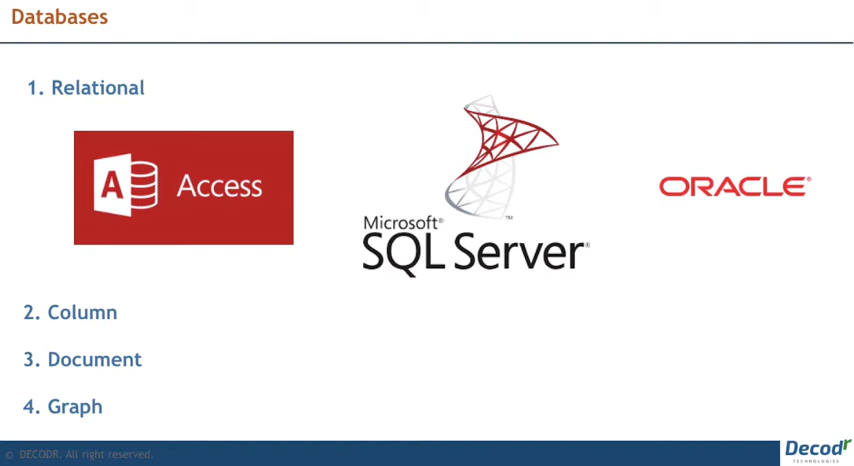 Databases
1. Relational
A
Access
Microsoft®
SQL Server®
™
ORACLE®
2. Column
3. Document
4. Graph
© DECODR. All right reserved.
Decodr
TECHNOLOGIES